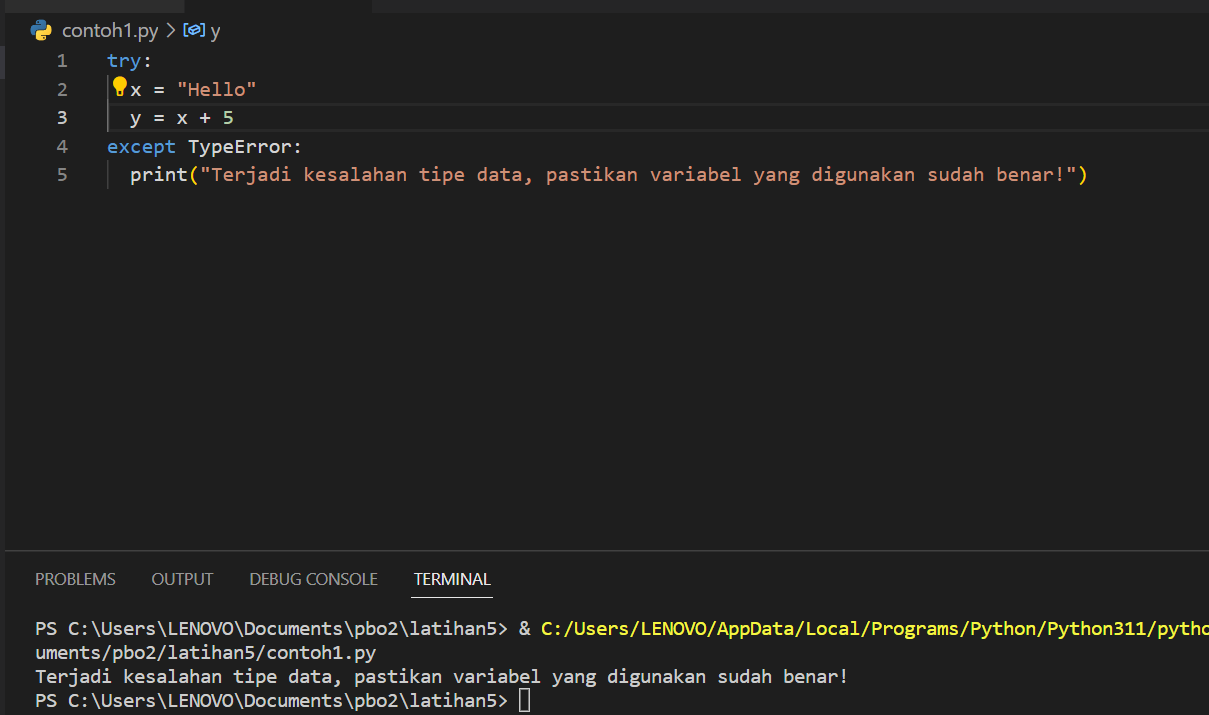 contoh1.py > y
1 try:
2 x = "Hello"
3 y = x + 5
4 except TypeError:
5 print("Terjadi kesalahan tipe data, pastikan variabel yang digunakan sudah benar!")
PROBLEMS OUTPUT DEBUG CONSOLE TERMINAL
PS C:\Users\LENOVO\Documents\pbo2\latihan5> & C:/Users/LENOVO/AppData/Local/Programs/Python/Python311/pytho
uments/pbo2/latihan5/contoh1.py
Terjadi kesalahan tipe data, pastikan variabel yang digunakan sudah benar!
PS C:\Users\LENOVO\Documents\pbo2\latihan5>